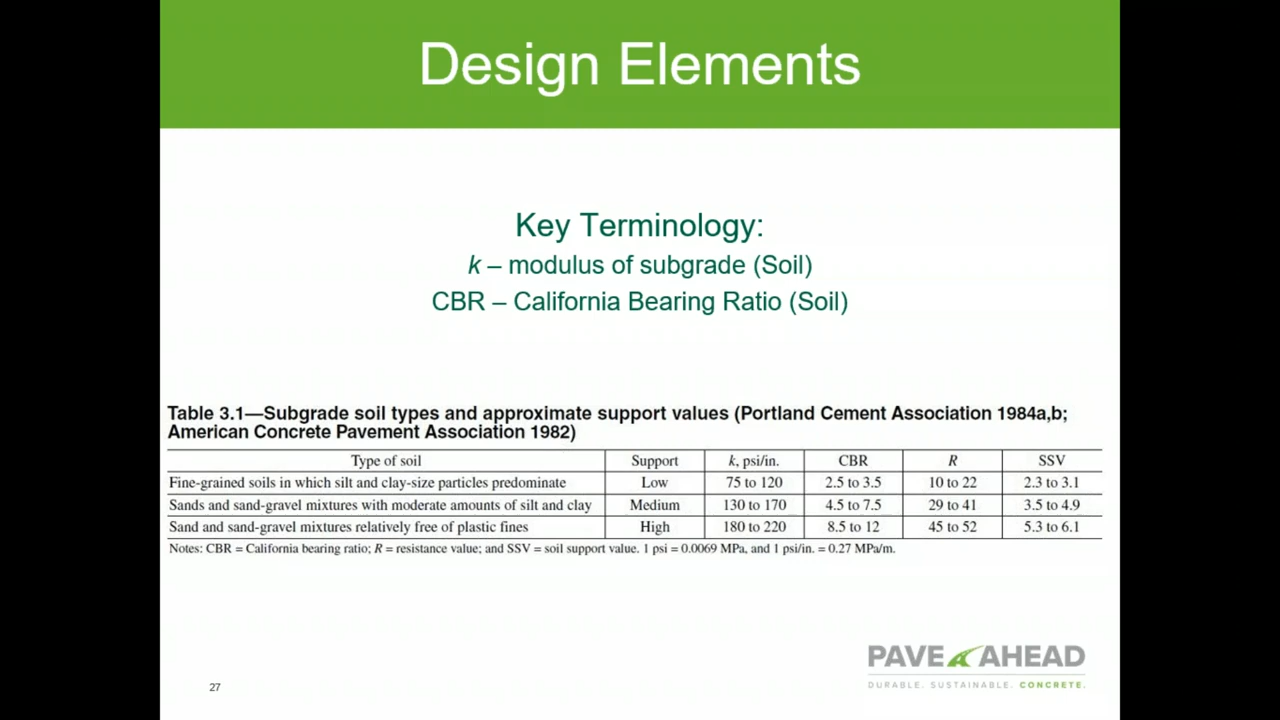 Design Elements
Key Terminology:
k – modulus of subgrade (Soil)
CBR – California Bearing Ratio (Soil)
Table 3.1—Subgrade soil types and approximate support values (Portland Cement Association 1984a,b;
American Concrete Pavement Association 1982)
Type of soil Support k, psi/in. CBR R SSV
Fine-grained soils in which silt and clay-size particles predominate Low 75 to 120 2.5 to 3.5 10 to 22 2.3 to 3.1
Sands and sand-gravel mixtures with moderate amounts of silt and clay Medium 130 to 170 4.5 to 7.5 29 to 41 3.5 to 4.9
Sand and sand-gravel mixtures relatively free of plastic fines High 180 to 220 8.5 to 12 45 to 52 5.3 to 6.1
Notes: CBR = California bearing ratio; R = resistance value; and SSV = soil support value. 1 psi = 0.0069 MPa, and 1 psi/in. = 0.27 MPa/m.
PAVE AHEAD
DURABLE. SUSTAINABLE. CONCRETE.
27